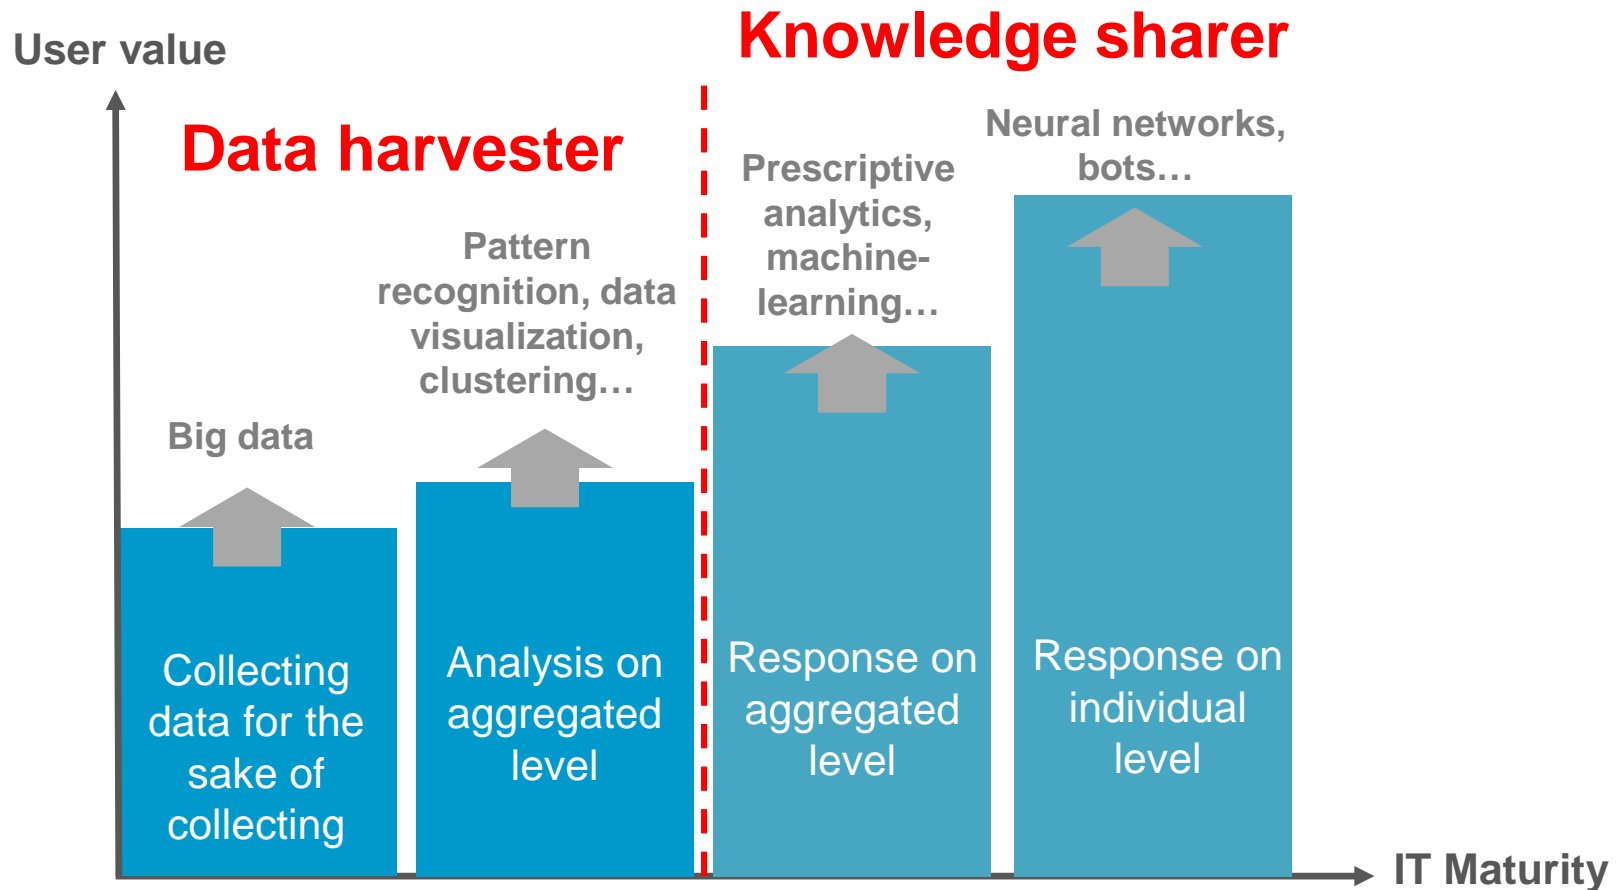 User value
Knowledge sharer
Data harvester
Big data
Pattern
recognition, data
visualization,
clustering…
Prescriptive
analytics,
machine-
learning…
Neural networks,
bots…
Collecting
data for the
sake of
collecting
Analysis on
aggregated
level
Response on
aggregated
level
Response on
individual
level
IT Maturity